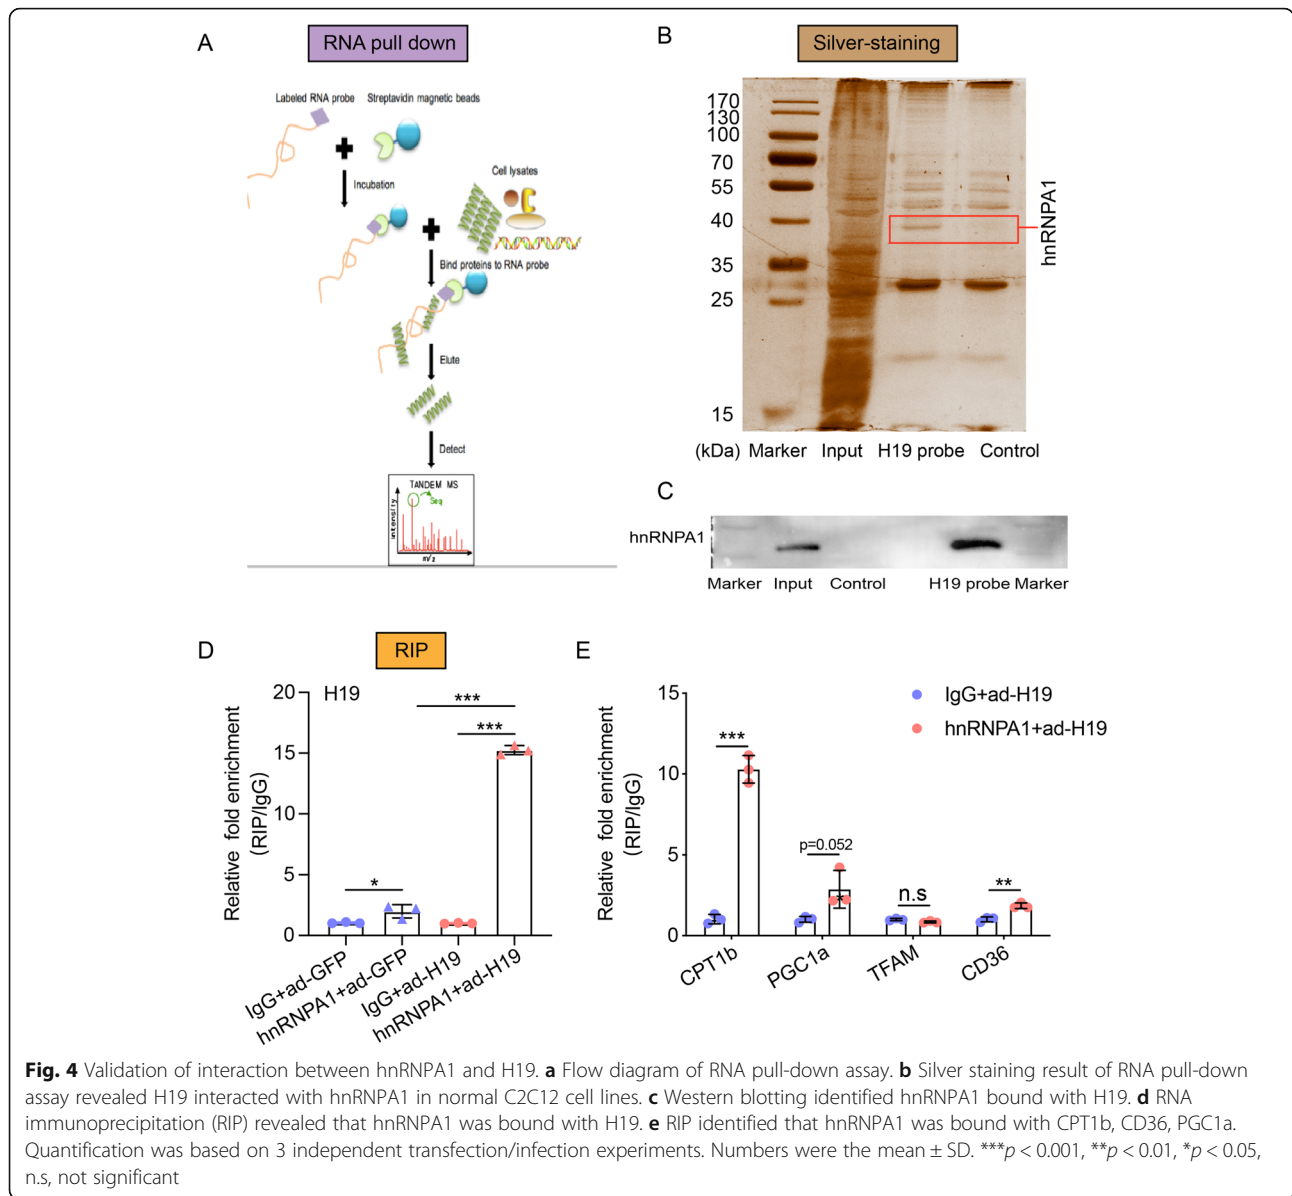 A
RNA pull down
Labeled RNA probe
Streptavidin magnetic beads
Incubation
Cell lysates
Bind proteins to RNA probe
Elute
Detect
TANDEM MS
Seq
intensity
m/z
B
Silver-staining
170
130
100
70
55
40
35
25
15
hnRNPA1
(kDa) Marker Input H19 probe Control
C
hnRNPA1
Marker Input Control H19 probe Marker
D
RIP
H19
Relative fold enrichment
(RIP/IgG)
20
15
10
5
0
***
***
*
IgG+ad-GFP
hnRNPA1+ad-GFP
IgG+ad-H19
hnRNPA1+ad-H19
E
Relative fold enrichment
(RIP/IgG)
15
10
5
0
IgG+ad-H19
hnRNPA1+ad-H19
***
p=0.052
n.s
**
CPT1b
PGC1a
TFAM
CD36
Fig. 4 Validation of interaction between hnRNPA1 and H19. a Flow diagram of RNA pull-down assay. b Silver staining result of RNA pull-down
assay revealed H19 interacted with hnRNPA1 in normal C2C12 cell lines. c Western blotting identified hnRNPA1 bound with H19. d RNA
immunoprecipitation (RIP) revealed that hnRNPA1 was bound with H19. e RIP identified that hnRNPA1 was bound with CPT1b, CD36, PGC1a.
Quantification was based on 3 independent transfection/infection experiments. Numbers were the mean ± SD. ***p < 0.001, **p < 0.01, *p < 0.05,
n.s, not significant